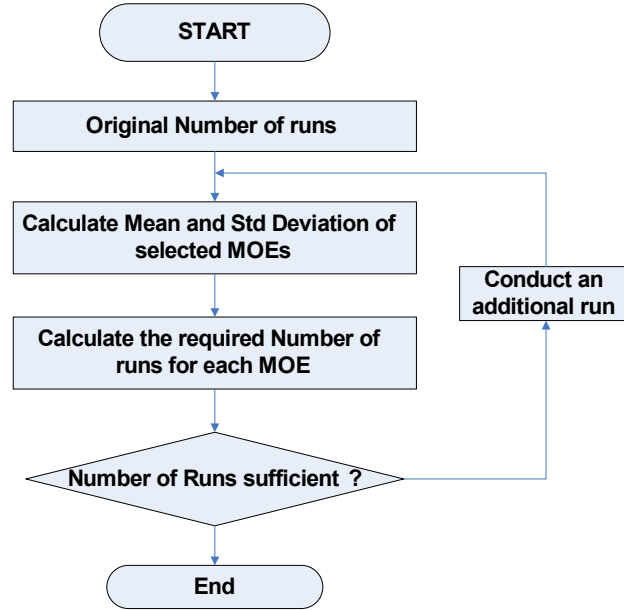 START
Original Number of runs
Calculate Mean and Std Deviation of
selected MOEs
Conduct an
additional run
Calculate the required Number of
runs for each MOE
Number of Runs sufficient ?
End